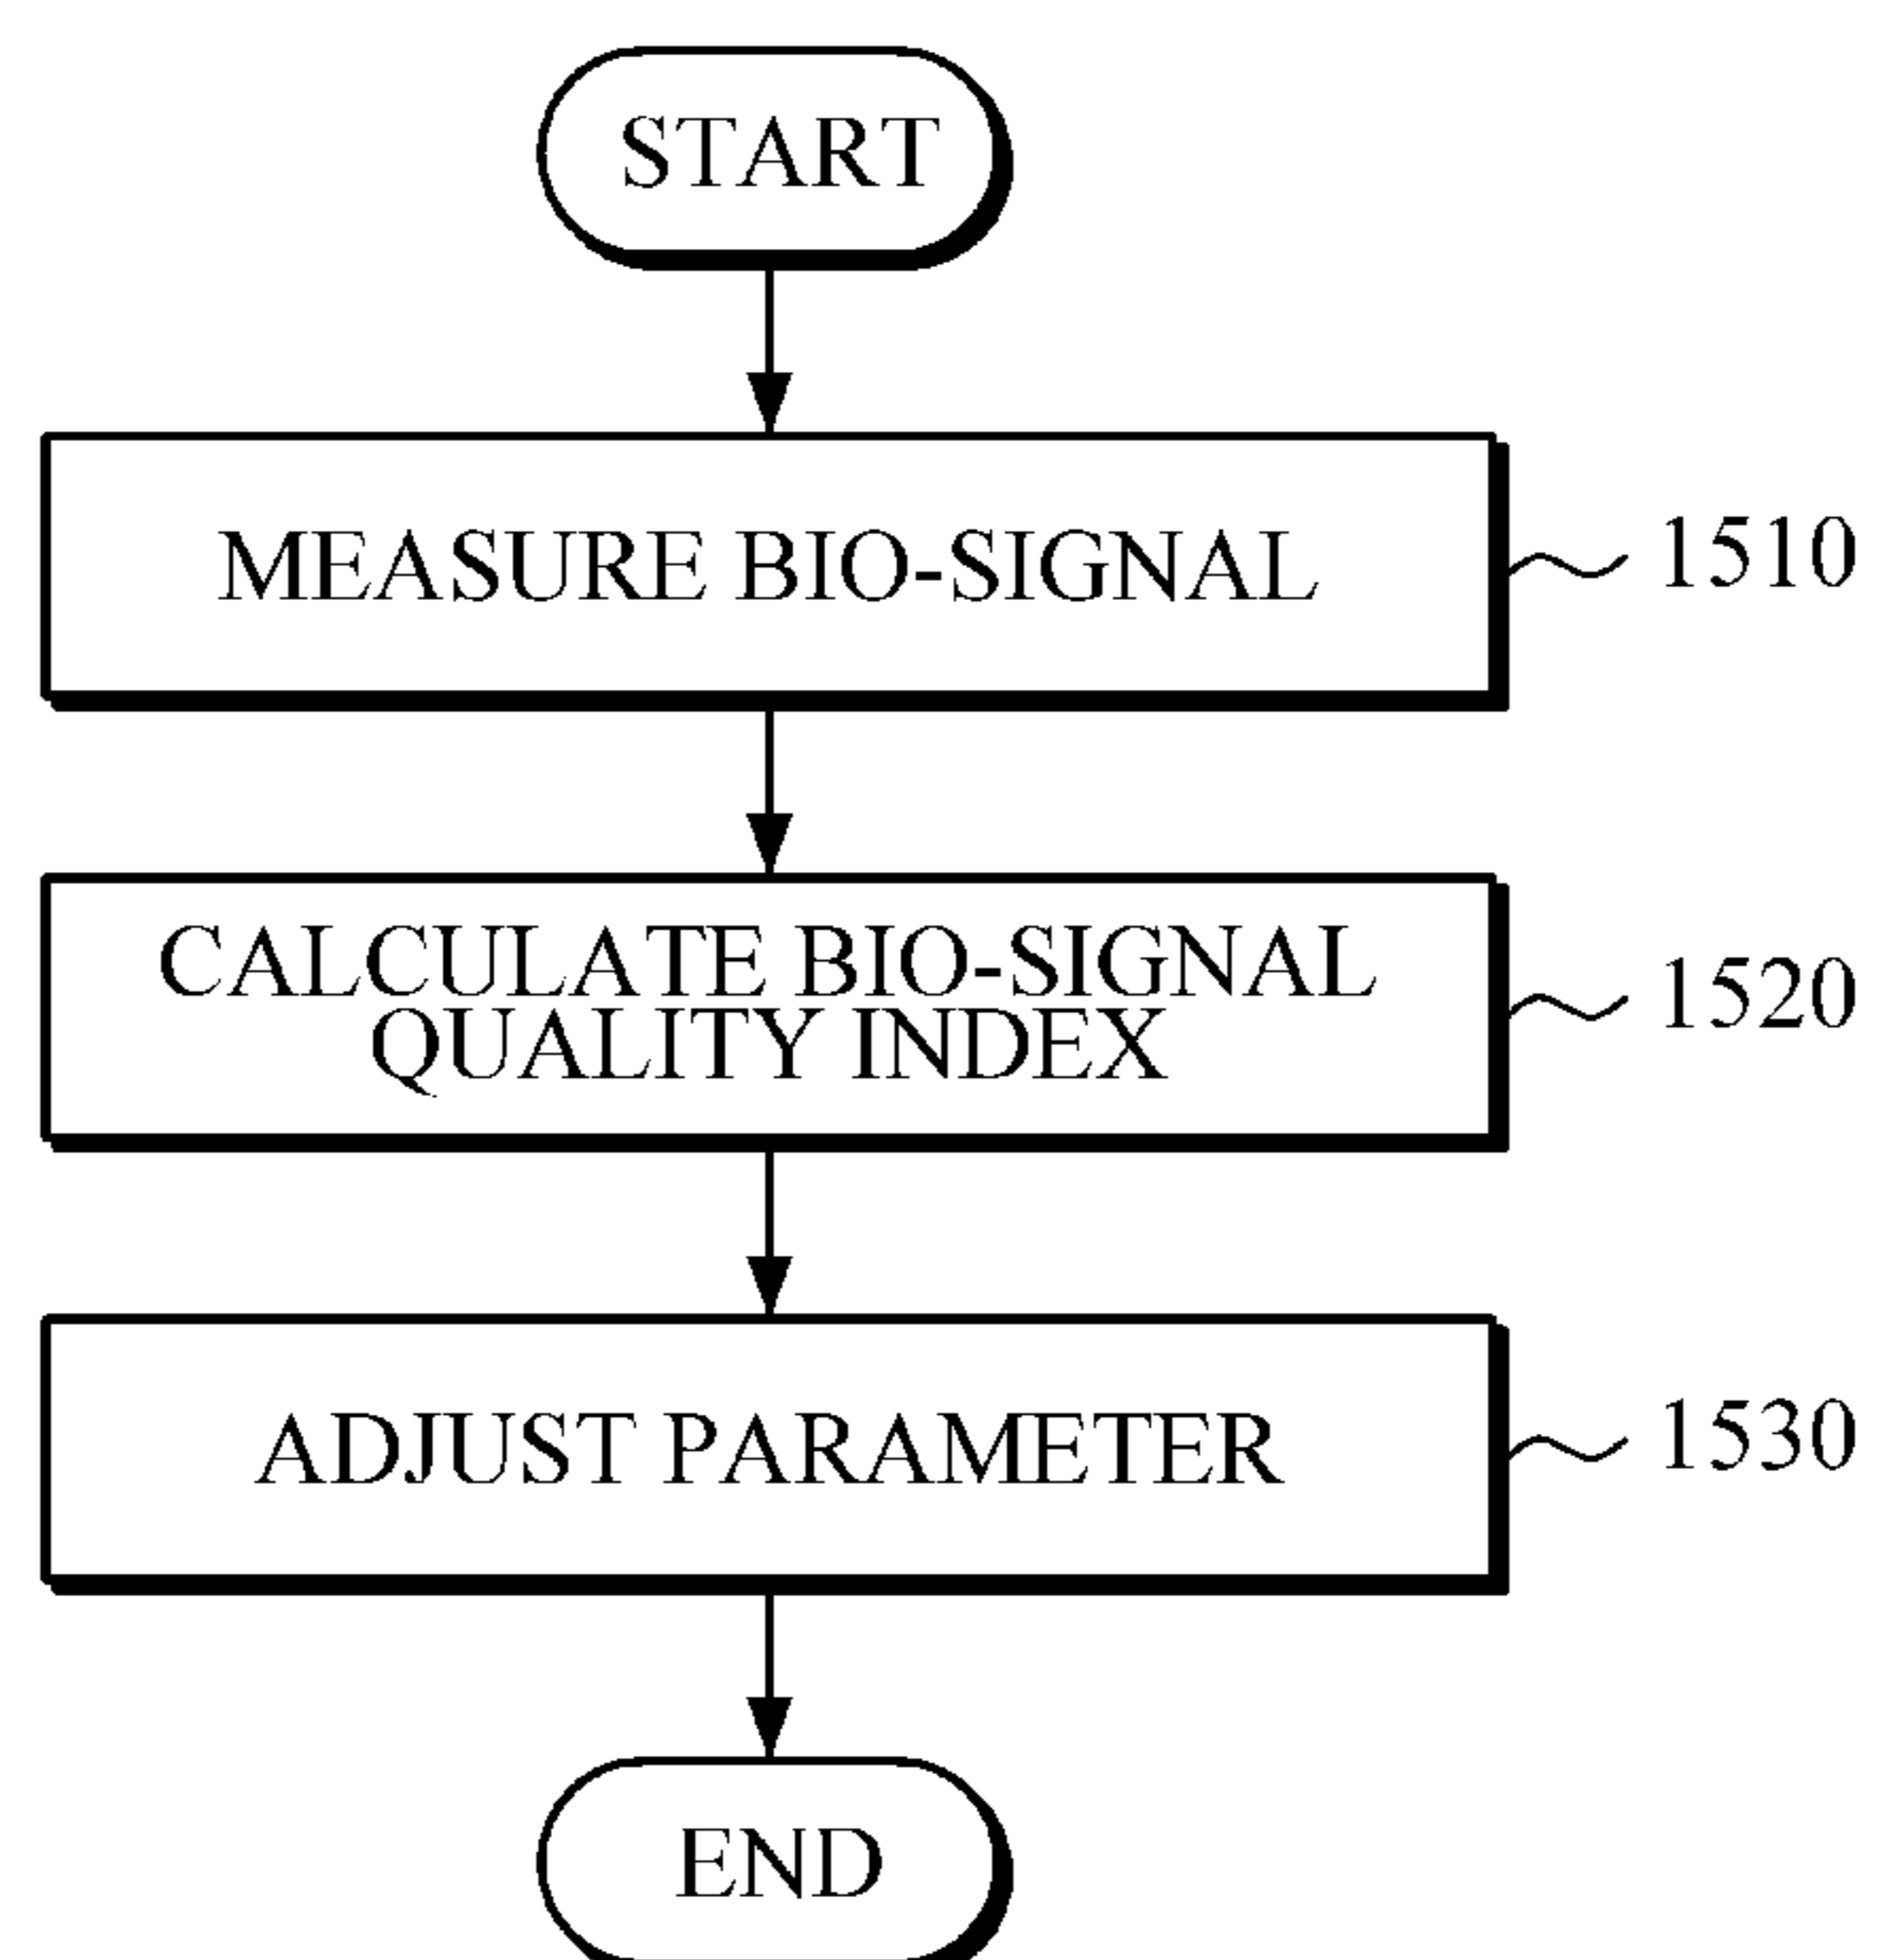 START
MEASURE BIO-SIGNAL
1510
CALCULATE BIO-SIGNAL
QUALITY INDEX
1520
ADJUST PARAMETER
1530
END